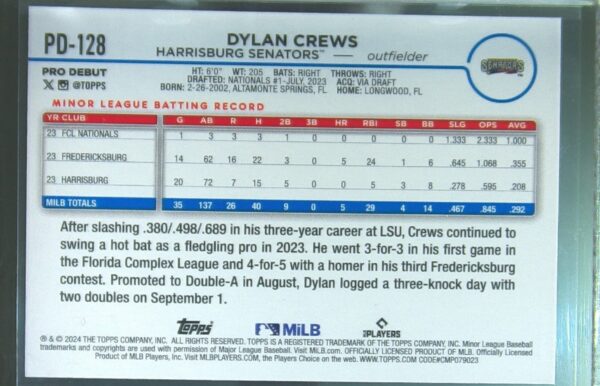 PD-128
DYLAN CREWS
HARRISBURG SENATORS™ outfielder
SENATORS
PRO DEBUT
@TOPPS
HT: 6'0" WT: 205 BATS: RIGHT THROWS: RIGHT
DRAFTED: NATIONALS #1-JULY, 2023 ACQ: VIA DRAFT
BORN: 2-26-2002, ALTAMONTE SPRINGS, FL HOME: LONGWOOD, FL
MINOR LEAGUE BATTING RECORD
YR CLUB G AB R H 2B 3B HR RBI SB BB SLG OPS AVG
23 FCL NATIONALS 1 3 3 3 1 0 0 0 0 0 1.333 2.333 1.000
23 FREDERICKSBURG 14 62 16 22 3 0 5 24 1 6 .645 1.068 .355
23 HARRISBURG 20 72 7 15 5 0 0 5 3 8 .278 .595 .208
MILB TOTALS 35 137 26 40 9 0 5 29 4 14 .467 .845 .292
After slashing .380/.498/.689 in his three-year career at LSU, Crews continued to
swing a hot bat as a fledgling pro in 2023. He went 3-for-3 in his first game in
the Florida Complex League and 4-for-5 with a homer in his third Fredericksburg
contest. Promoted to Double-A in August, Dylan logged a three-knock day with
two doubles on September 1.
Topps MiLB PLAYERS
® & © 2024 THE TOPPS COMPANY, INC. ALL RIGHTS RESERVED. TOPPS IS A REGISTERED TRADEMARK OF THE TOPPS COMPANY, INC. Minor League Baseball
trademarks and copyrights are used with permission of Major League Baseball. Visit MiLB.com. OFFICIALLY LICENSED PRODUCT OF MLB. Officially Licensed
Product of MLB Players, Inc. Visit MLBPLAYERS.com, the Players Choice on the web. WWW.TOPPS.COM CODE#CMP079023